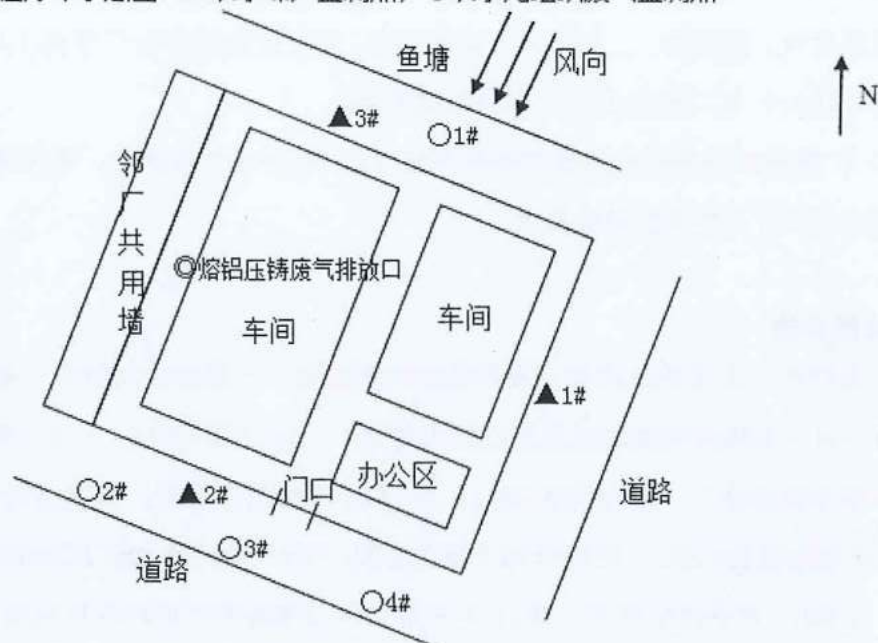 鱼塘
风向
N
▲3#
○1#
邻厂共用墙
◎熔铝压铸废气排放口
车间
车间
▲1#
办公区
道路
○2#
▲2#
门口
○3#
道路
○4#